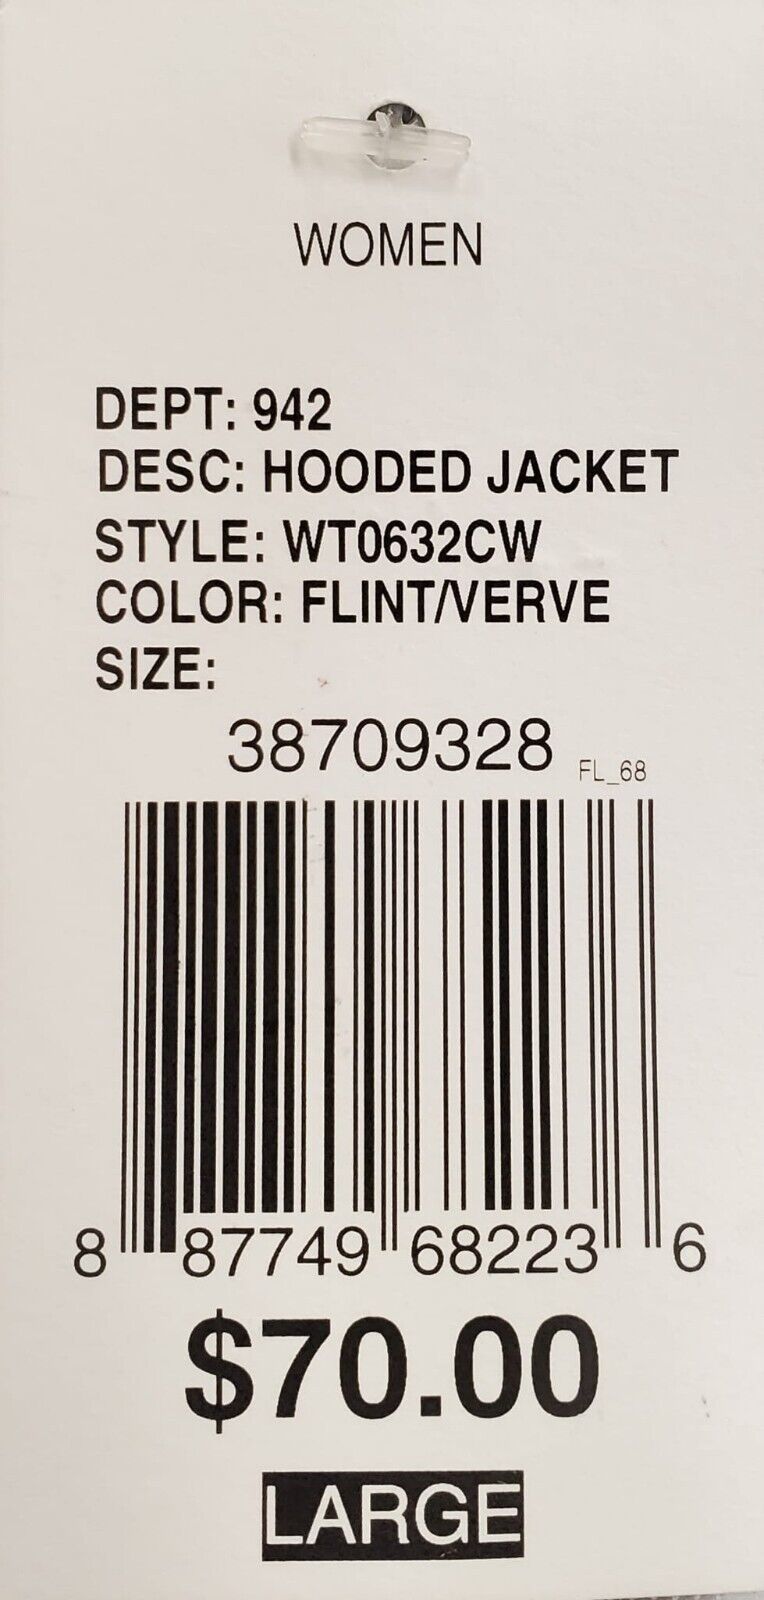 WOMEN
DEPT: 942
DESC: HOODED JACKET
STYLE: WT0632CW
COLOR: FLINT/VERVE
SIZE:
38709328 FL_68
8 87749 68223 6
$70.00
LARGE